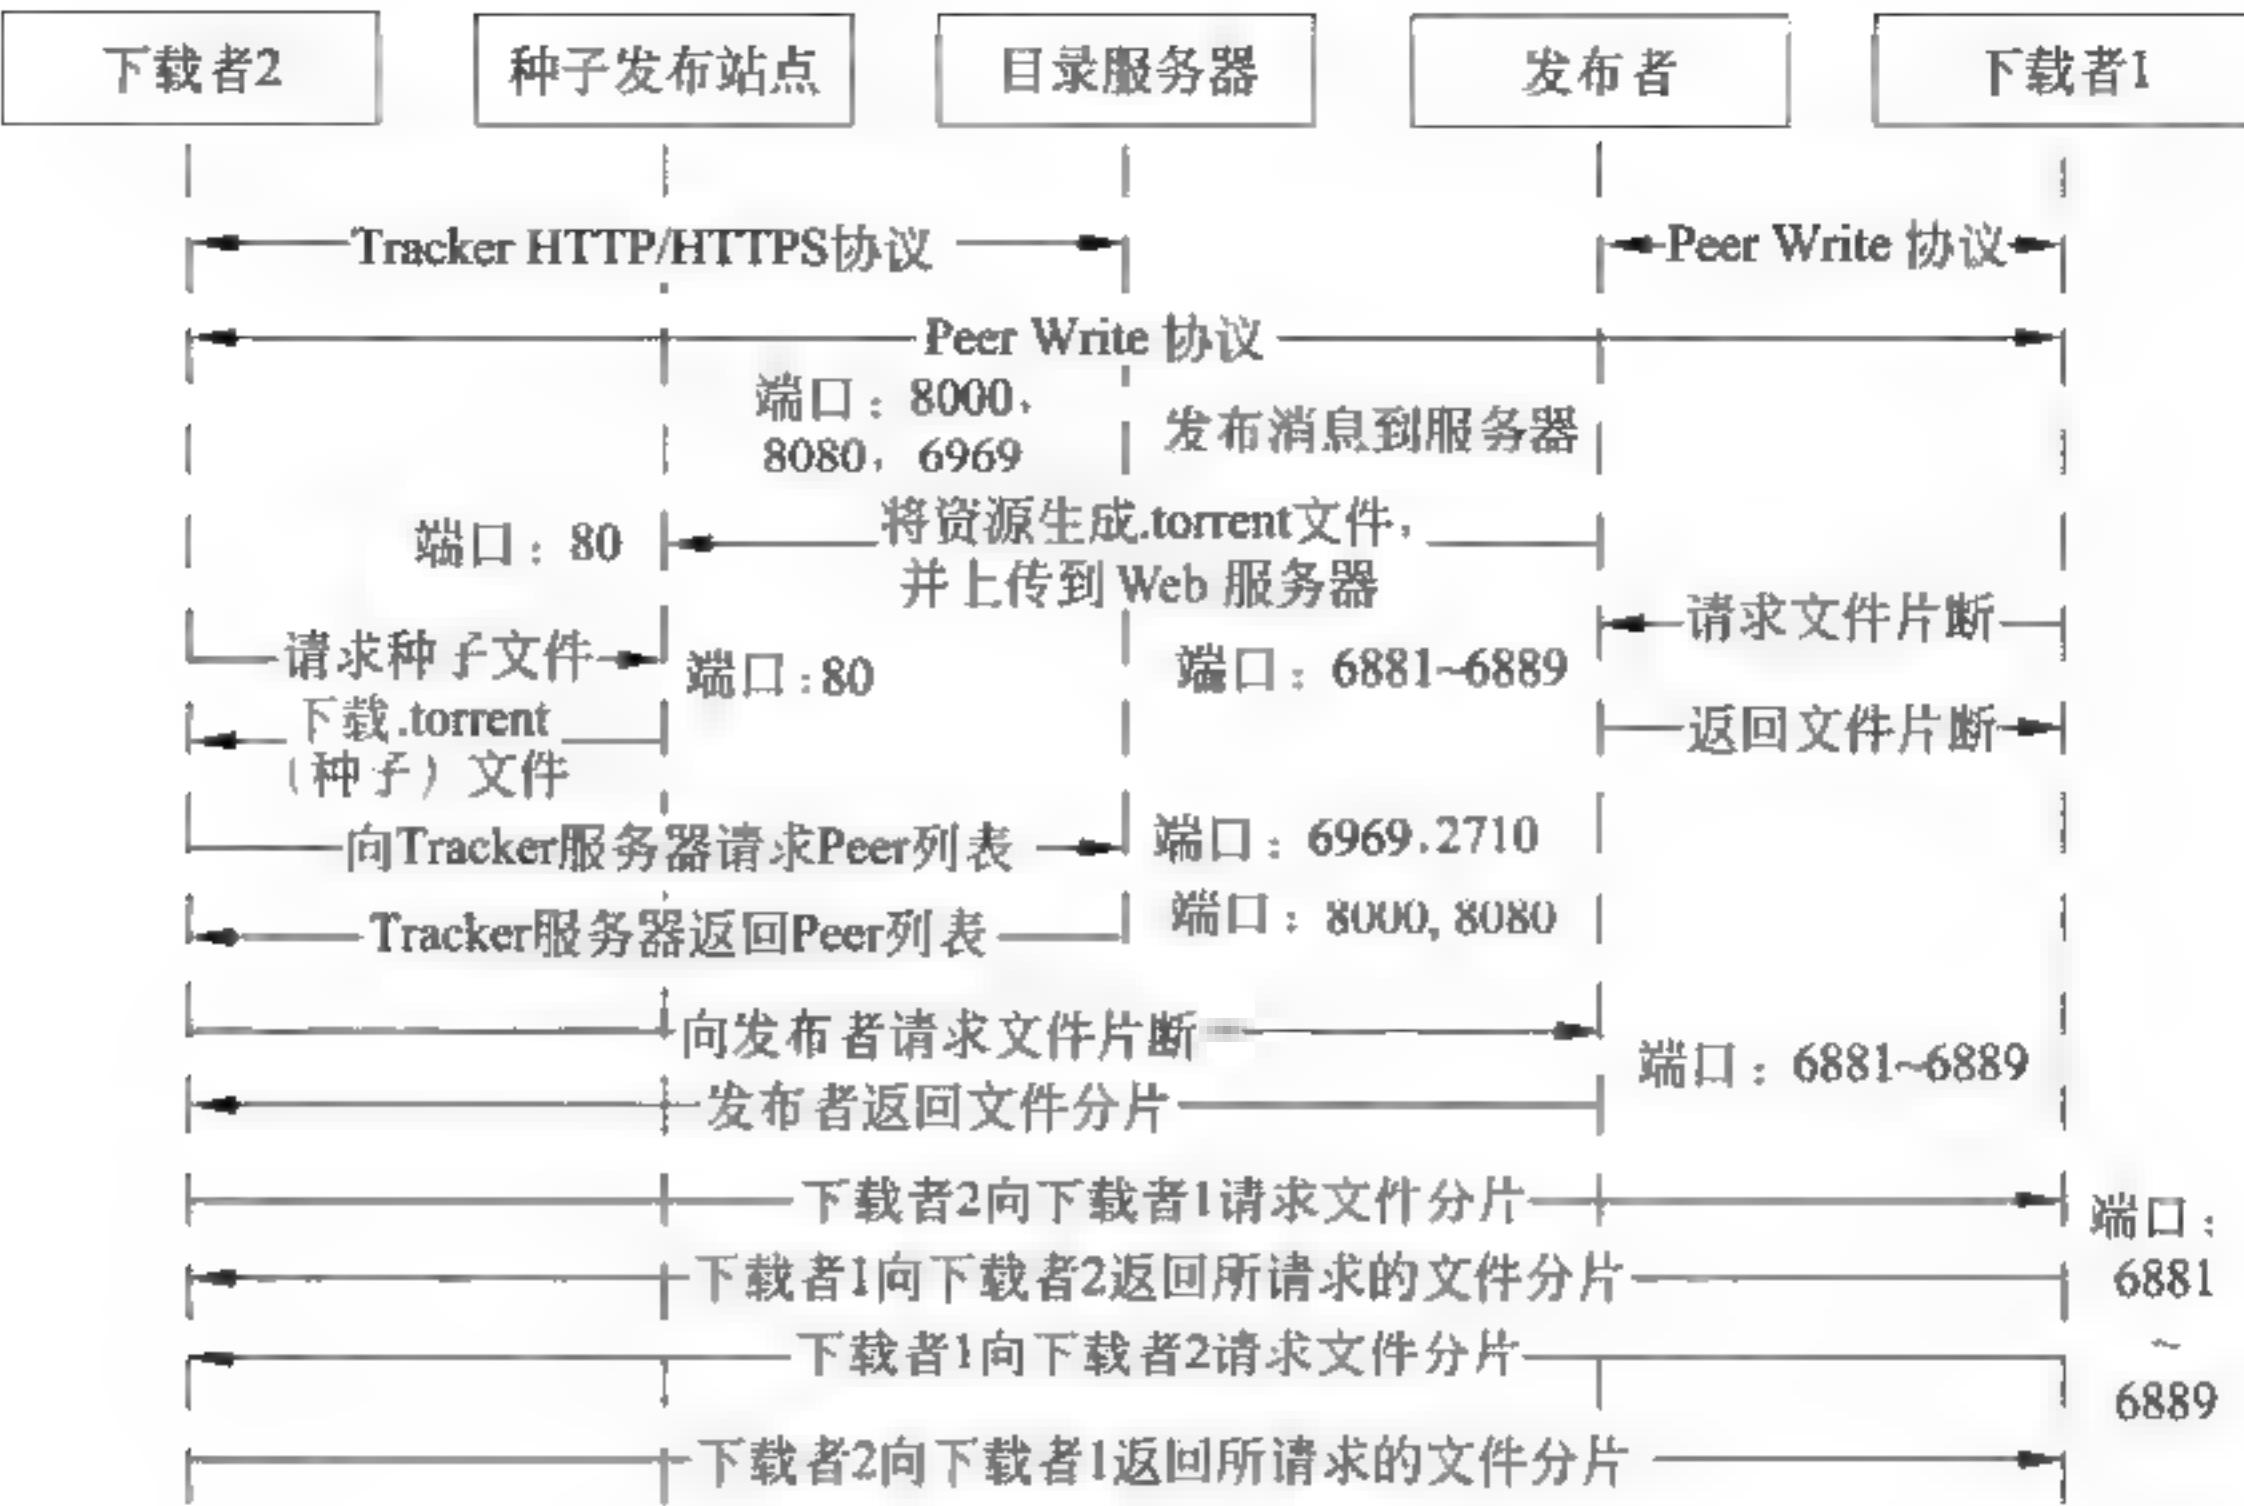 下载者2
种子发布站点
目录服务器
发布者
下载者1
Tracker HTTP/HTTPS协议
Peer Write 协议
Peer Write 协议
端口：8000，
8080，6969
发布消息到服务器
将资源生成.torrent文件，
并上传到 Web 服务器
端口：80
请求文件片断
请求种子文件
端口:80
端口：6881~6889
下载.torrent
（种子）文件
返回文件片断
向Tracker服务器请求Peer列表
端口：6969,2710
Tracker服务器返回Peer列表
端口：8000, 8080
向发布者请求文件片断
端口：6881~6889
发布者返回文件分片
下载者2向下载者1请求文件分片
端口：
6881
~
6889
下载者1向下载者2返回所请求的文件分片
下载者1向下载者2请求文件分片
下载者2向下载者1返回所请求的文件分片